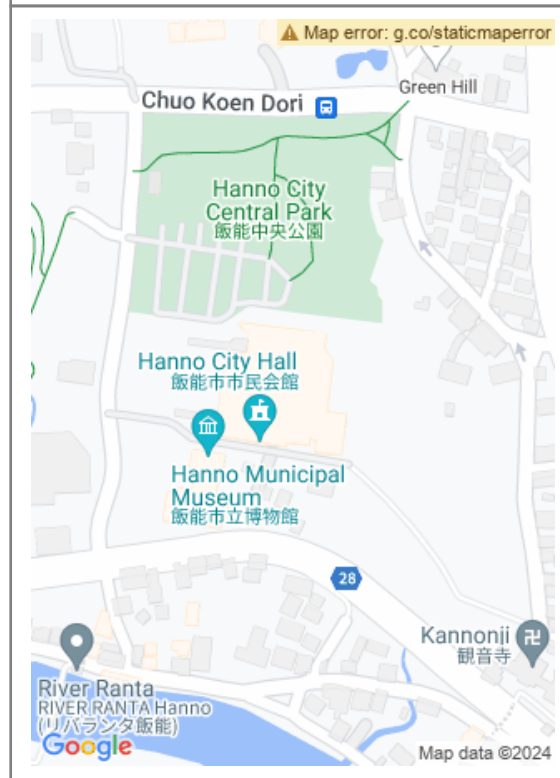 Map error: g.co/staticmaperror
Green Hill
Chuo Koen Dori
Hanno City
Central Park
飯能中央公園
Hanno City Hall
飯能市市民会館
Hanno Municipal
Museum
飯能市立博物館
28
Kannonji
観音寺
卍
River Ranta
RIVER RANTA Hanno
(リバランタ飯能)
Google
Map data ©2024